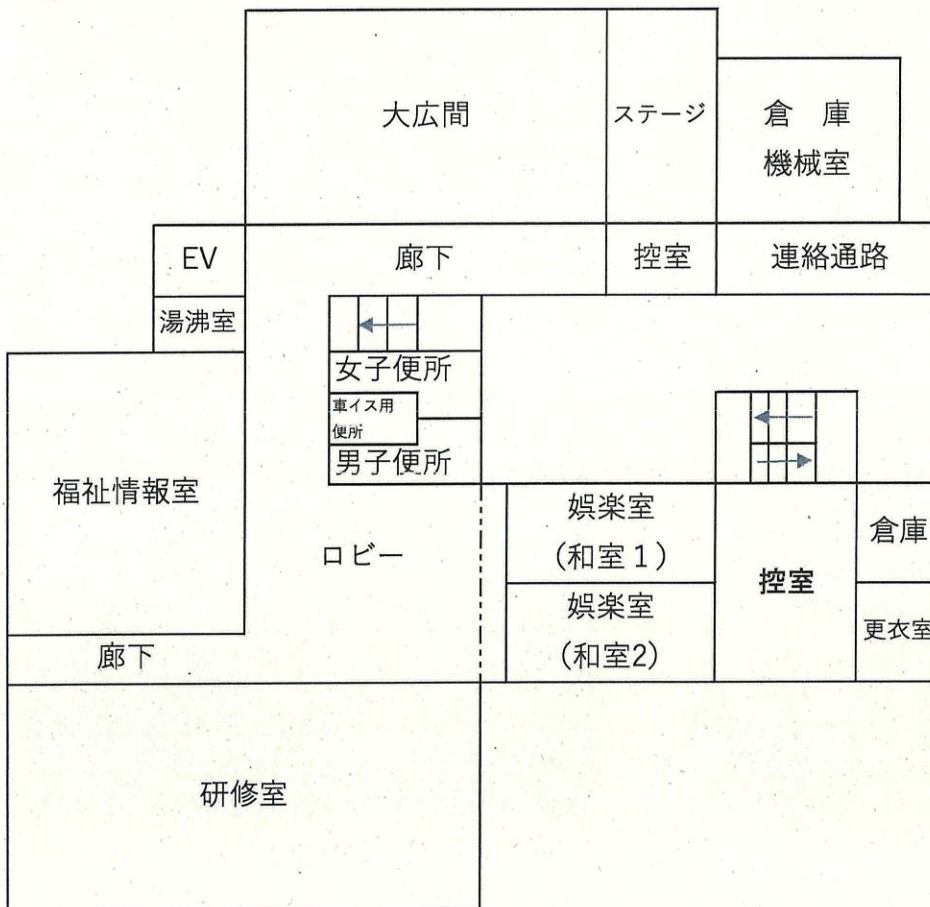 大広間
ステージ
倉　庫
機械室
EV
廊下
控室
連絡通路
湯沸室
女子便所
車イス用
便所
男子便所
福祉情報室
ロビー
娯楽室
(和室１)
娯楽室
(和室2)
控室
倉庫
更衣室
廊下
研修室